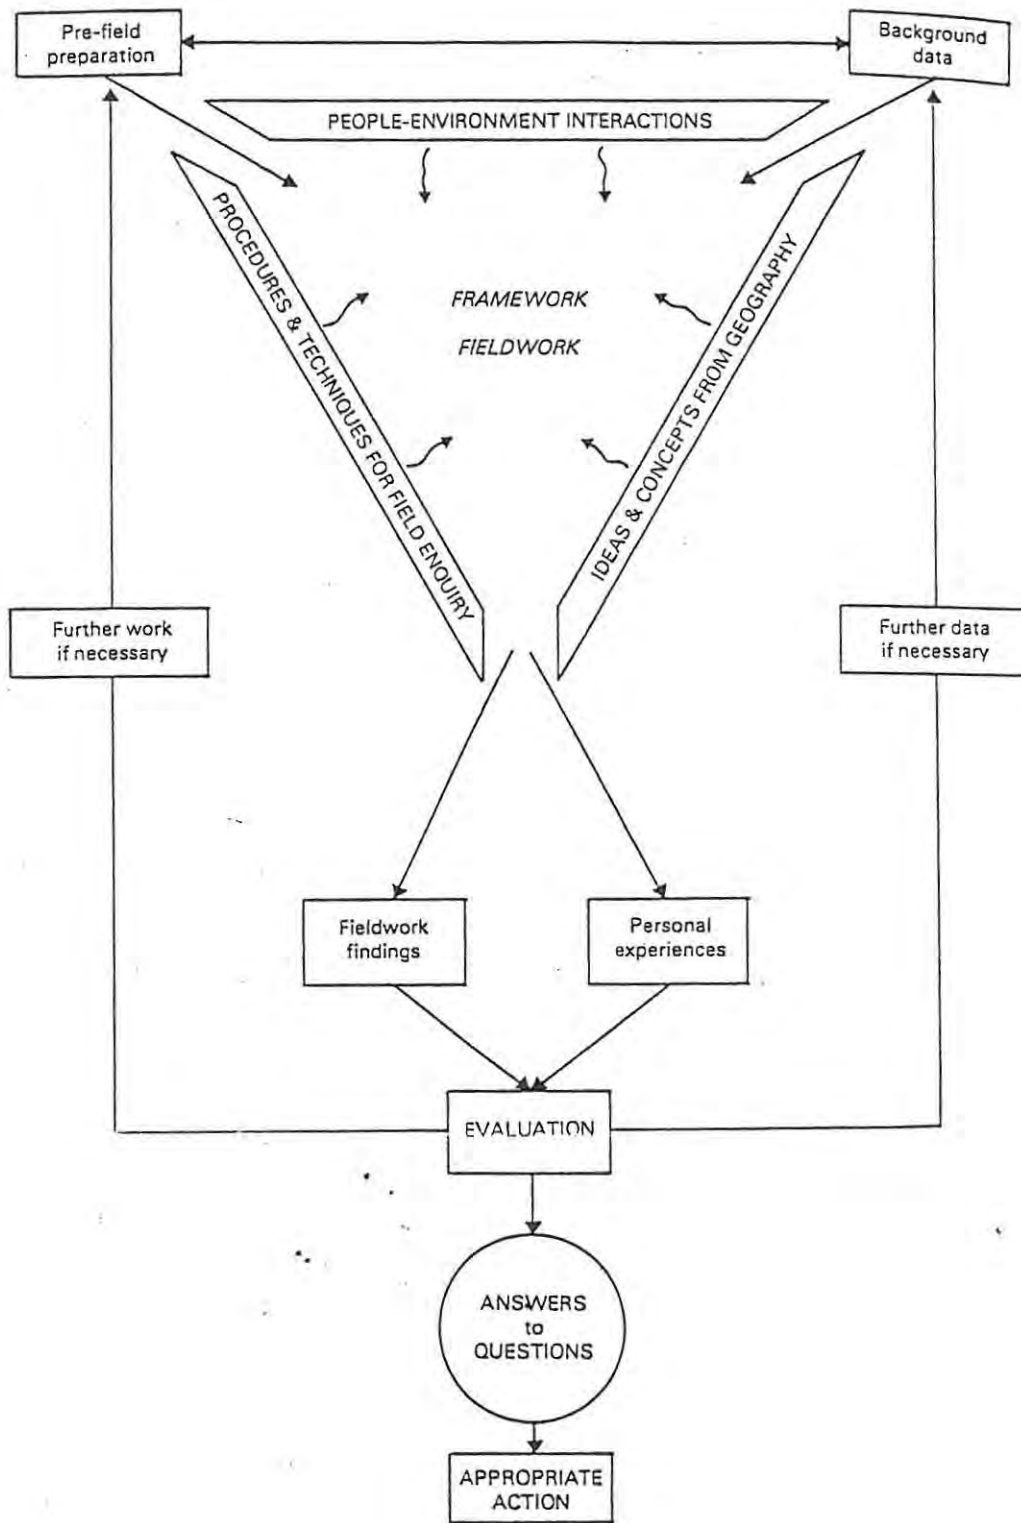 Pre-field
preparation
Background
data
PEOPLE-ENVIRONMENT INTERACTIONS
PROCEDURES & TECHNIQUES FOR FIELD ENQUIRY
FRAMEWORK
FIELDWORK
IDEAS & CONCEPTS FROM GEOGRAPHY
Further work
if necessary
Further data
if necessary
Fieldwork
findings
Personal
experiences
EVALUATION
ANSWERS
to
QUESTIONS
APPROPRIATE
ACTION